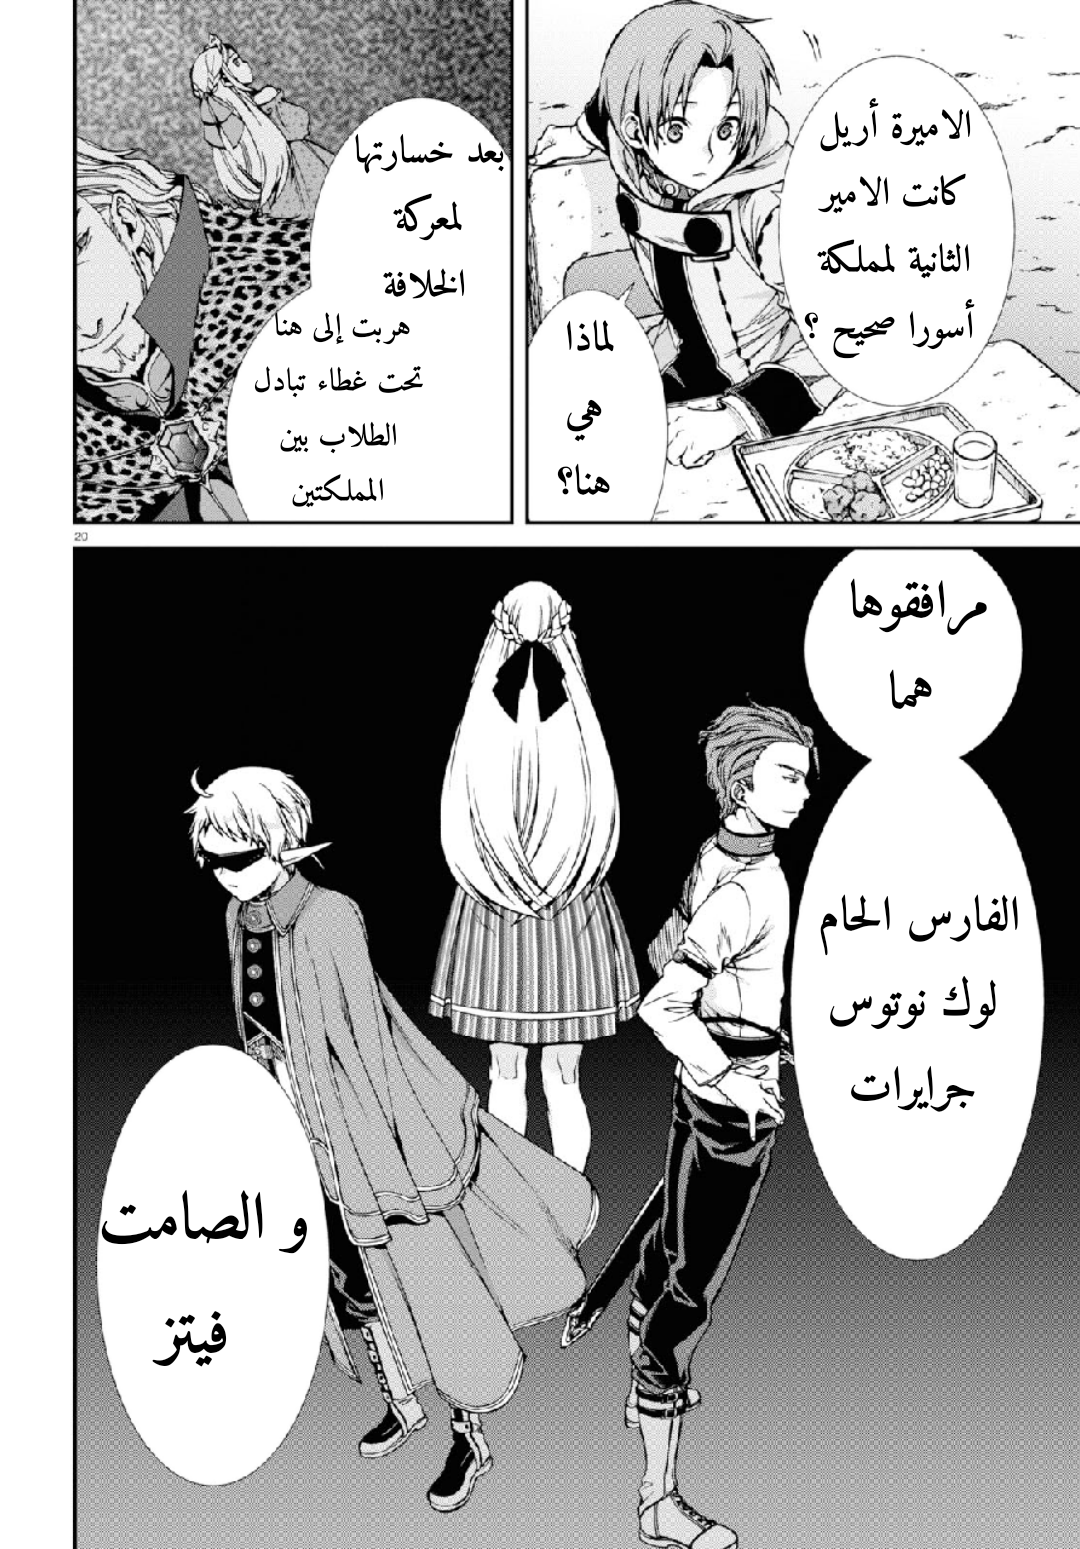 الاميرة أريل
كانت الامير
الثانية لمملكة
أسورا صحيح ؟
لماذا
هي
هنا؟
بعد خسارتها
لمعركة
الخلافة
هربت إلى هنا
تحت غطاء تبادل
الطلاب بين
المملكتين
20
مرافقوها
هما
الفارس الحام
لوك نوتوس
جرايرات
و الصامت
فيتز